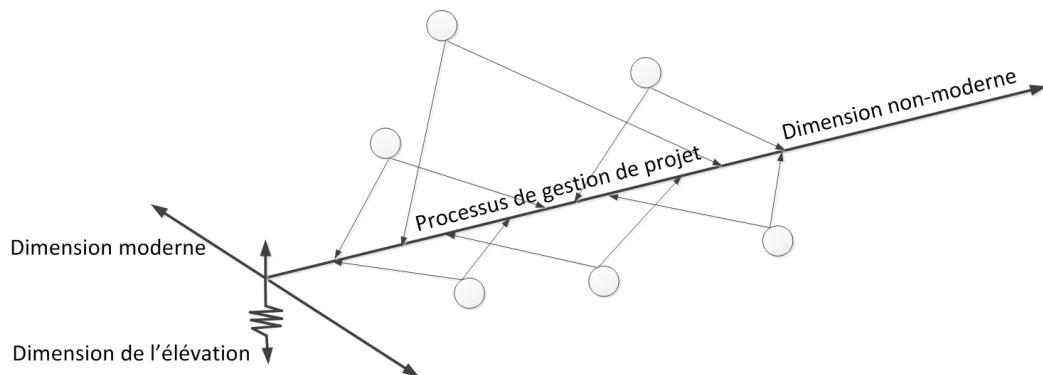 Dimension non-moderne
Processus de gestion de projet
Dimension moderne
Dimension de l'élévation